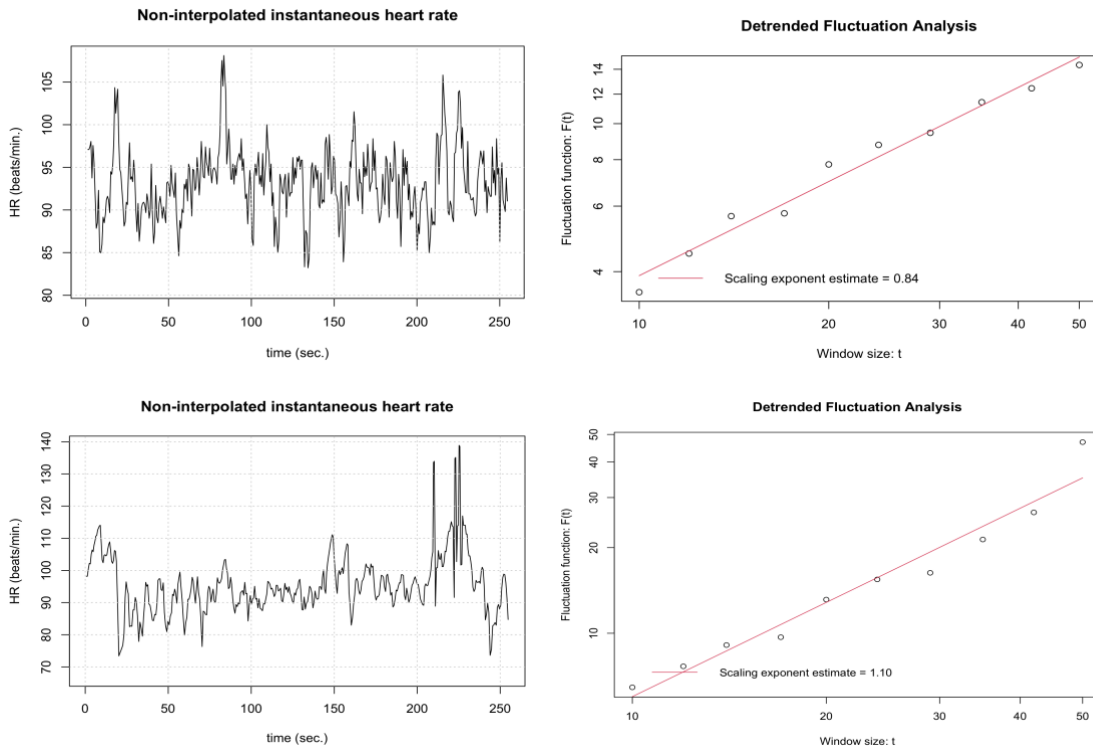 Non-interpolated instantaneous heart rate
HR (beats/min.)
105
100
95
90
85
80
0 50 100 150 200 250
time (sec.)
Detrended Fluctuation Analysis
Fluctuation function: F(t)
14
12
10
8
6
4
Scaling exponent estimate = 0.84
10 20 30 40 50
Window size: t
Non-interpolated instantaneous heart rate
HR (beats/min.)
140
130
120
110
100
90
80
70
0 50 100 150 200 250
time (sec.)
Detrended Fluctuation Analysis
Fluctuation function: F(t)
50
40
30
20
10
Scaling exponent estimate = 1.10
10 20 30 40 50
Window size: t